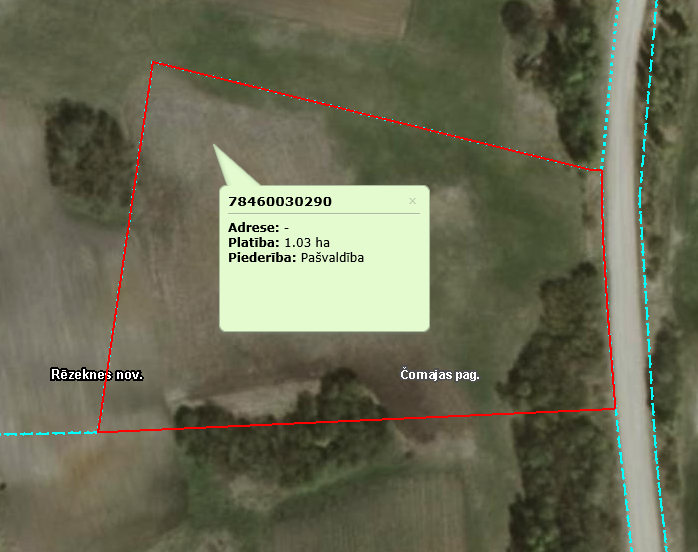 78460030290 ×
Adrese: -
Platība: 1.03 ha
Piederība: Pašvaldība
Rēzeknes nov.
Čornajas pag.